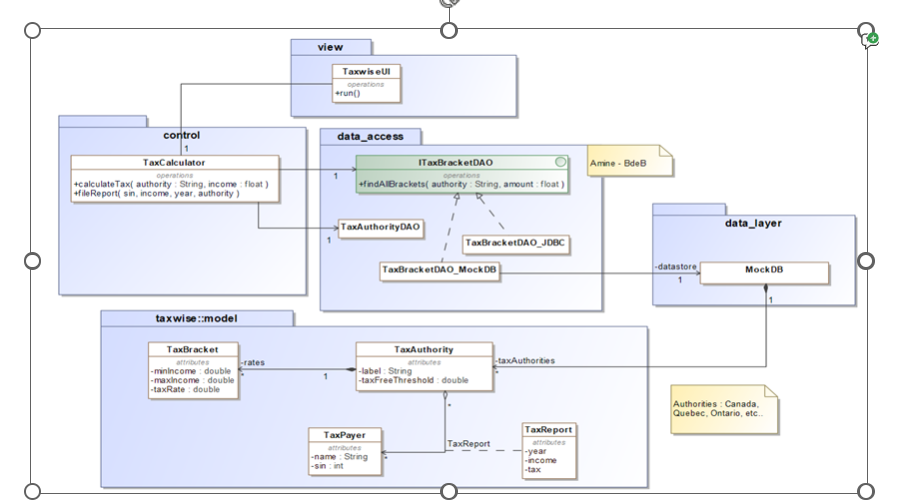 view
TaxwiseUI
operations
+run()
control
1
TaxCalculator
operations
+calculateTax( authority : String, income : float )
+fileReport( sin, income, year, authority )
data_access
ITaxBracketDAO
operations
+findAllBrackets( authority : String, amount : float )
1
Amine - BdeB
TaxAuthorityDAO
1
TaxBracketDAO_JDBC
TaxBracketDAO_MockDB
data_layer
-datastore
1
MockDB
1
taxwise::model
TaxBracket
attributes
-minIncome : double
-maxIncome : double
-taxRate : double
-rates
*
1
TaxAuthority
attributes
-label : String
-taxFreeThreshold : double
-taxAuthorities
*
*
TaxPayer
attributes
-name : String
-sin : int
*
TaxReport
TaxReport
attributes
-year
-income
-tax
Authorities : Canada,
Quebec, Ontario, etc..